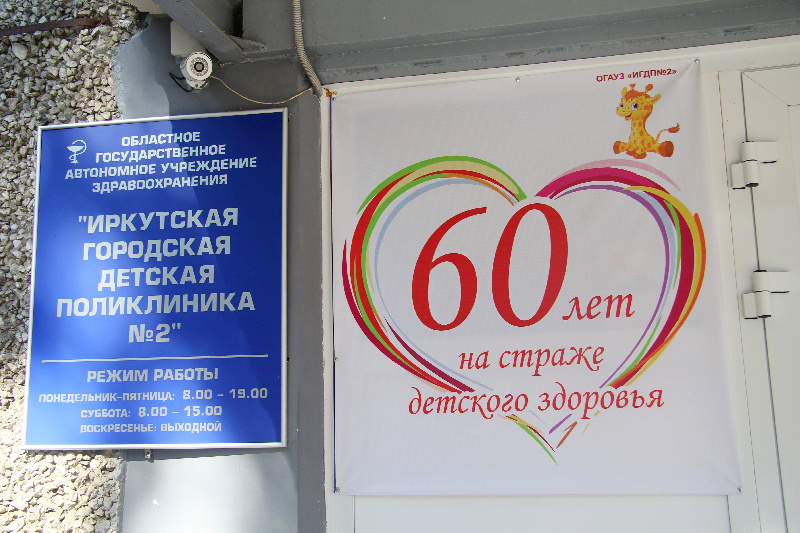 ОБЛАСТНОЕ
ГОСУДАРСТВЕННОЕ
АВТОНОМНОЕ УЧРЕЖДЕНИЕ
ЗДРАВООХРАНЕНИЯ
"ИРКУТСКАЯ
ГОРОДСКАЯ
ДЕТСКАЯ
ПОЛИКЛИНИКА
№2"
РЕЖИМ РАБОТЫ
ПОНЕДЕЛЬНИК-ПЯТНИЦА: 8.00 - 19.00
СУББОТА: 8.00 - 15.00
ВОСКРЕСЕНЬЕ: ВЫХОДНОЙ
ОГАУЗ «ИГДП№2»
60 лет
на страже
детского здоровья